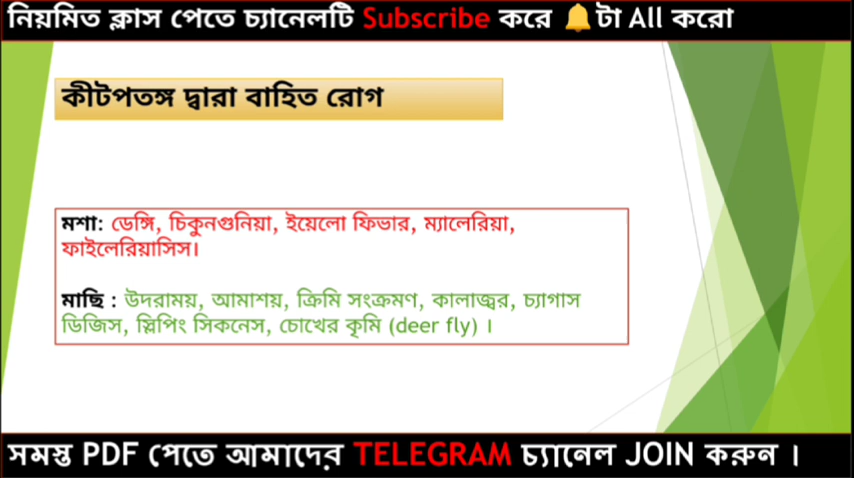 নিয়মিত ক্লাস পেতে চ্যানেলটি Subscribe করে 🔔টা All করো
কীটপতঙ্গ দ্বারা বাহিত রোগ
মশা: ডেঙ্গি, চিকুনগুনিয়া, ইয়েলো ফিভার, ম্যালেরিয়া,
ফাইলেরিয়াসিস।
মাছি : উদরাময়, আমাশয়, ক্রিমি সংক্রমণ, কালাজ্বর, চ্যাগাস
ডিজিস, স্লিপিং সিকনেস, চোখের কৃমি (deer fly) ।
সমস্ত PDF পেতে আমাদের TELEGRAM চ্যানেল JOIN করুন ।